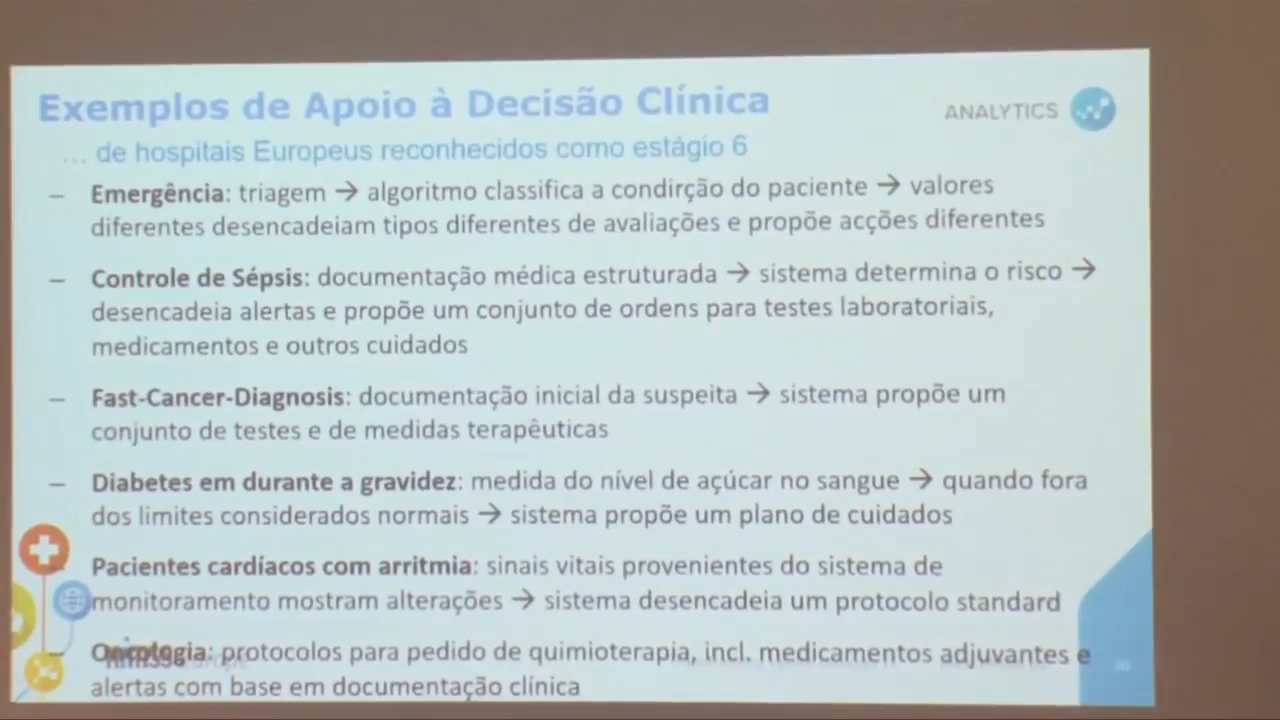 Exemplos de Apoio à Decisão Clínica
ANALYTICS
... de hospitais Europeus reconhecidos como estágio 6
– Emergência: triagem → algoritmo classifica a condirção do paciente → valores
diferentes desencadeiam tipos diferentes de avaliações e propõe acções diferentes
– Controle de Sépsis: documentação médica estruturada → sistema determina o risco →
desencadeia alertas e propõe um conjunto de ordens para testes laboratoriais,
medicamentos e outros cuidados
– Fast-Cancer-Diagnosis: documentação inicial da suspeita → sistema propõe um
conjunto de testes e de medidas terapêuticas
– Diabetes em durante a gravidez: medida do nível de açúcar no sangue → quando fora
dos limites considerados normais → sistema propõe um plano de cuidados
– Pacientes cardíacos com arritmia: sinais vitais provenientes do sistema de
monitoramento mostram alterações → sistema desencadeia um protocolo standard
– Oncologia: protocolos para pedido de quimioterapia, incl. medicamentos adjuvantes e
alertas com base em documentação clínica